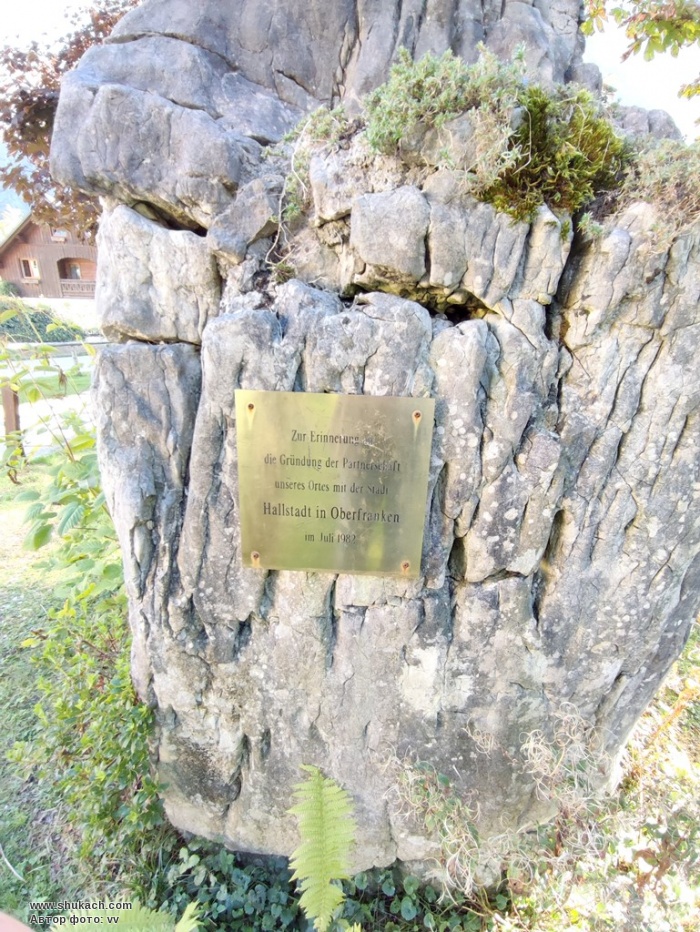 Zur Erinnerung an
die Gründung der Partnerschaft
unseres Ortes mit der Stadt
Hallstadt in Oberfranken
im Juli 1982
www.shukach.com
Автор фото: vv